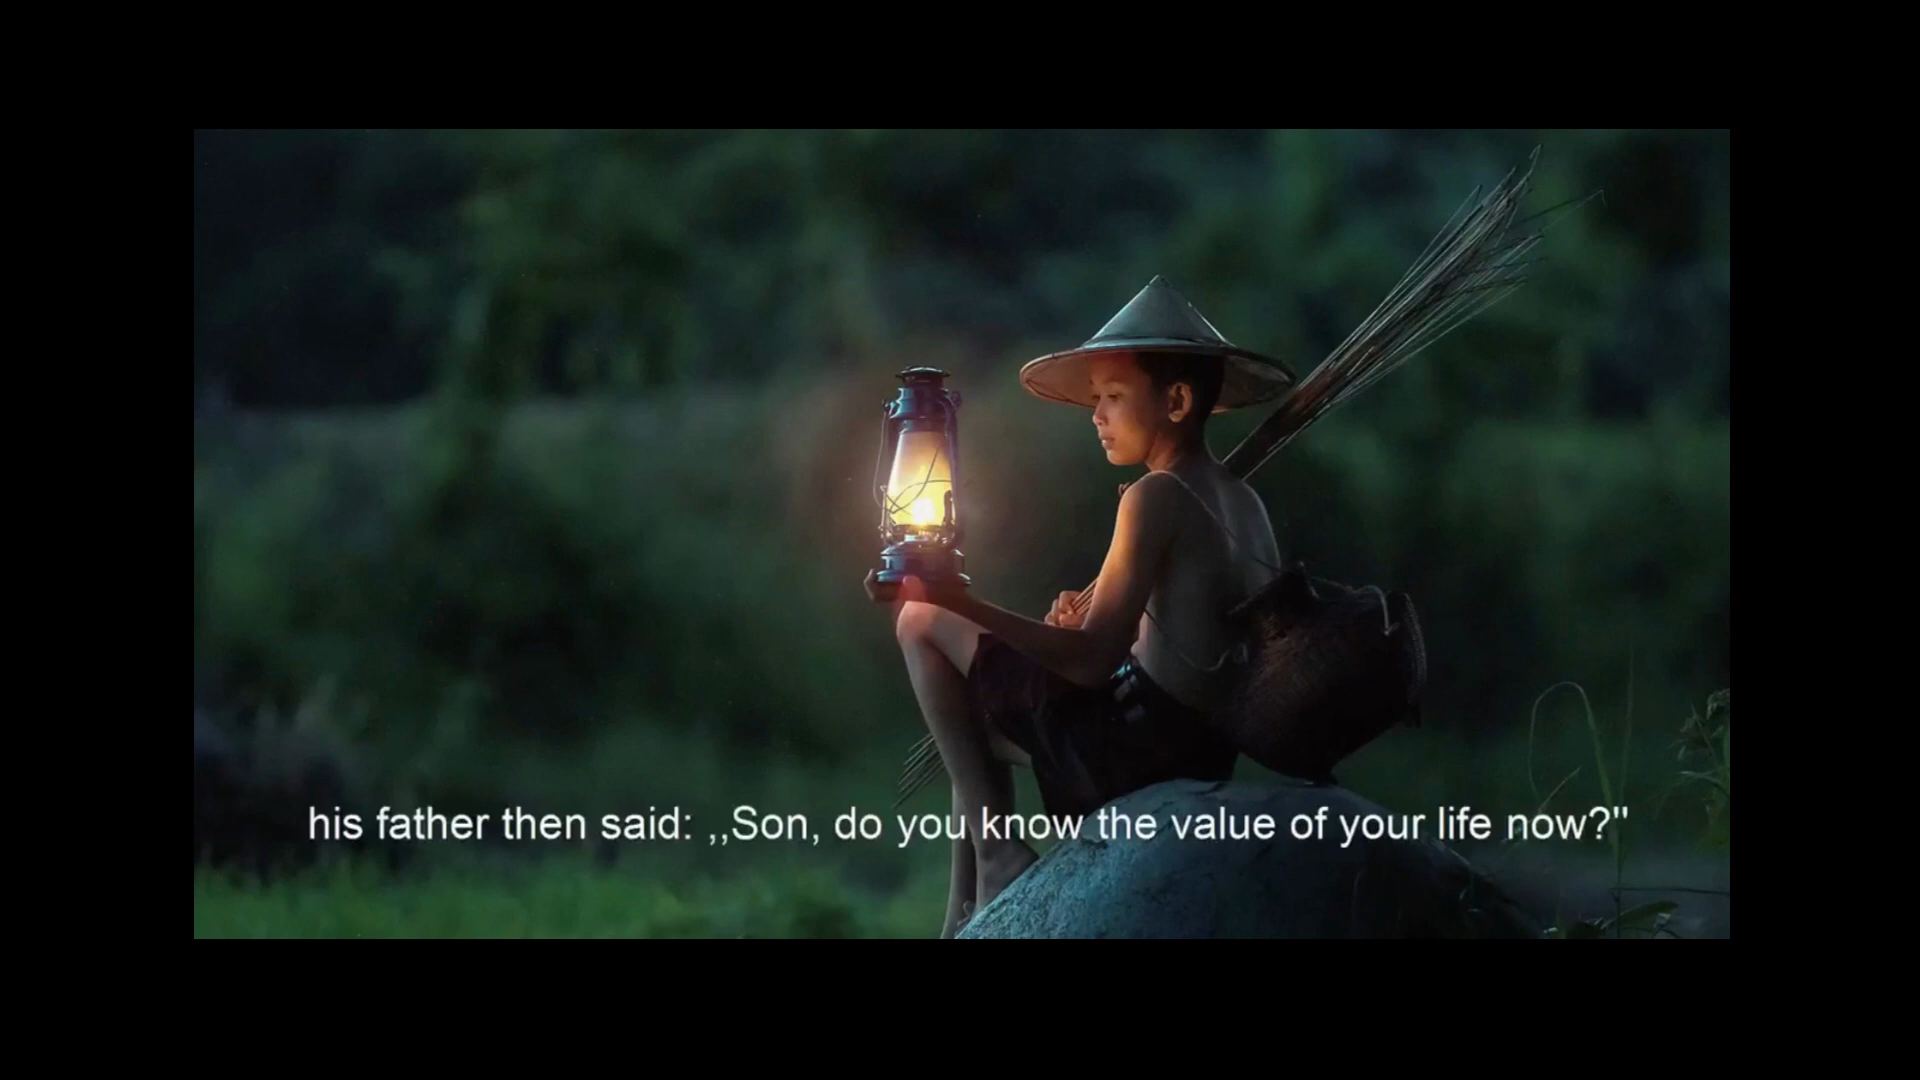 his father then said: ,,Son, do you know the value of your life now?"